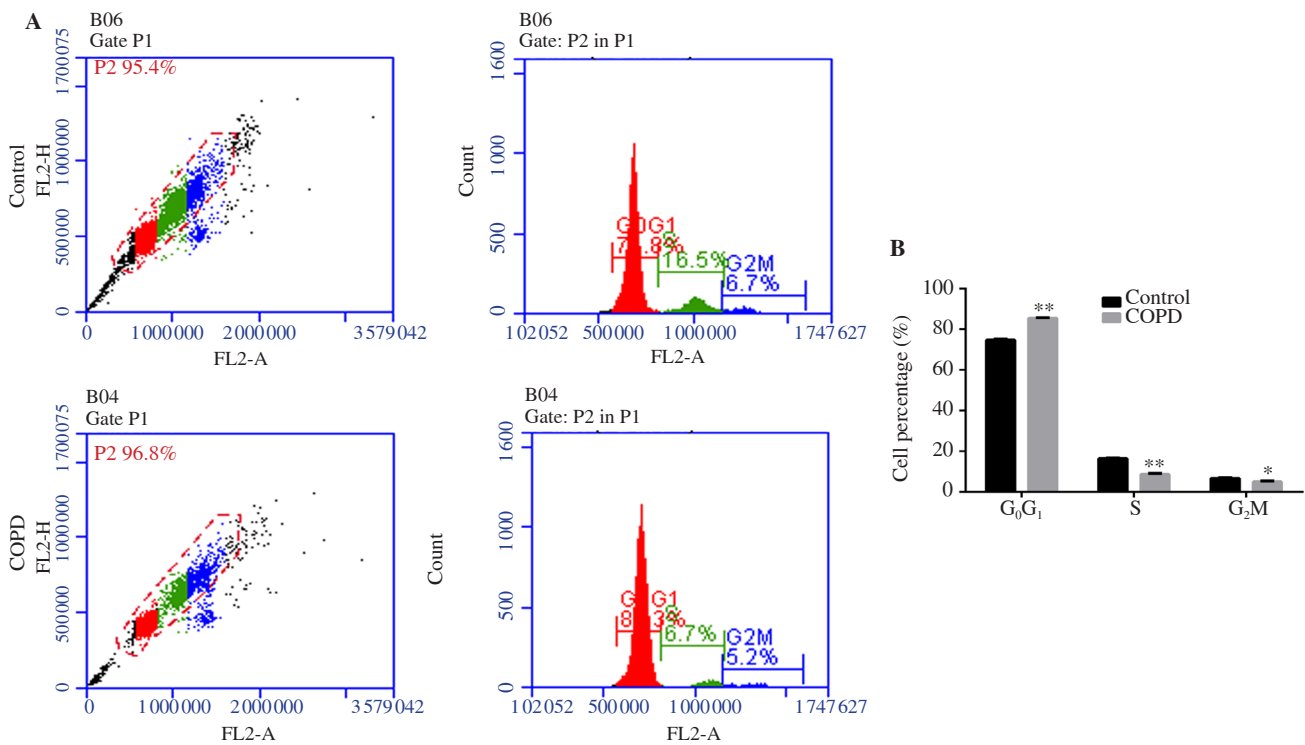 A
B06
Gate P1
P2 95.4%
Control
FL2-H
1700075
1000000
500000
0
0
1000000
2000000
3579042
FL2-A
B06
Gate: P2 in P1
Count
1600
1000
500
0
G0G1
S
16.5%
G2M
6.7%
102052
500000
1000000
1747627
FL2-A
B04
Gate P1
P2 96.8%
COPD
FL2-H
1700075
1000000
500000
0
0
1000000
2000000
3579042
FL2-A
B04
Gate: P2 in P1
Count
1600
1000
500
0
6.7%
G2M
5.2%
102052
500000
1000000
1747627
FL2-A
B
Cell percentage (%)
100
80
60
40
20
0
Control
COPD
**
**
*
G₀G₁
S
G₂M